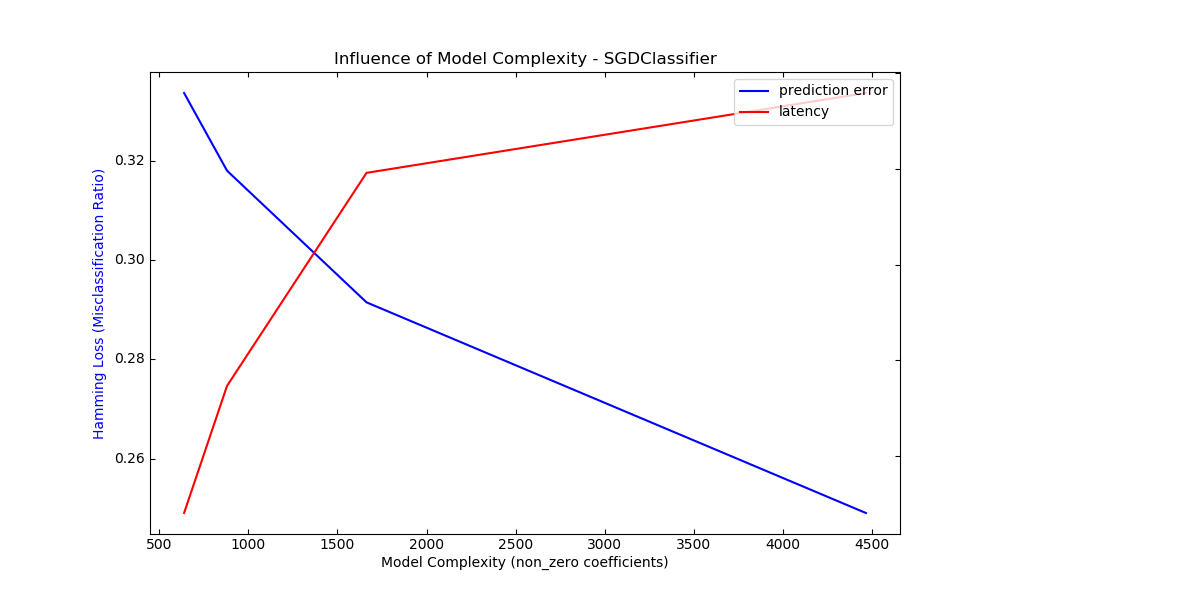 Influence of Model Complexity - SGDClassifier
prediction error
latency
0.32
0.30
0.28
0.26
Hamming Loss (Misclassification Ratio)
500 1000 1500 2000 2500 3000 3500 4000 4500
Model Complexity (non_zero coefficients)